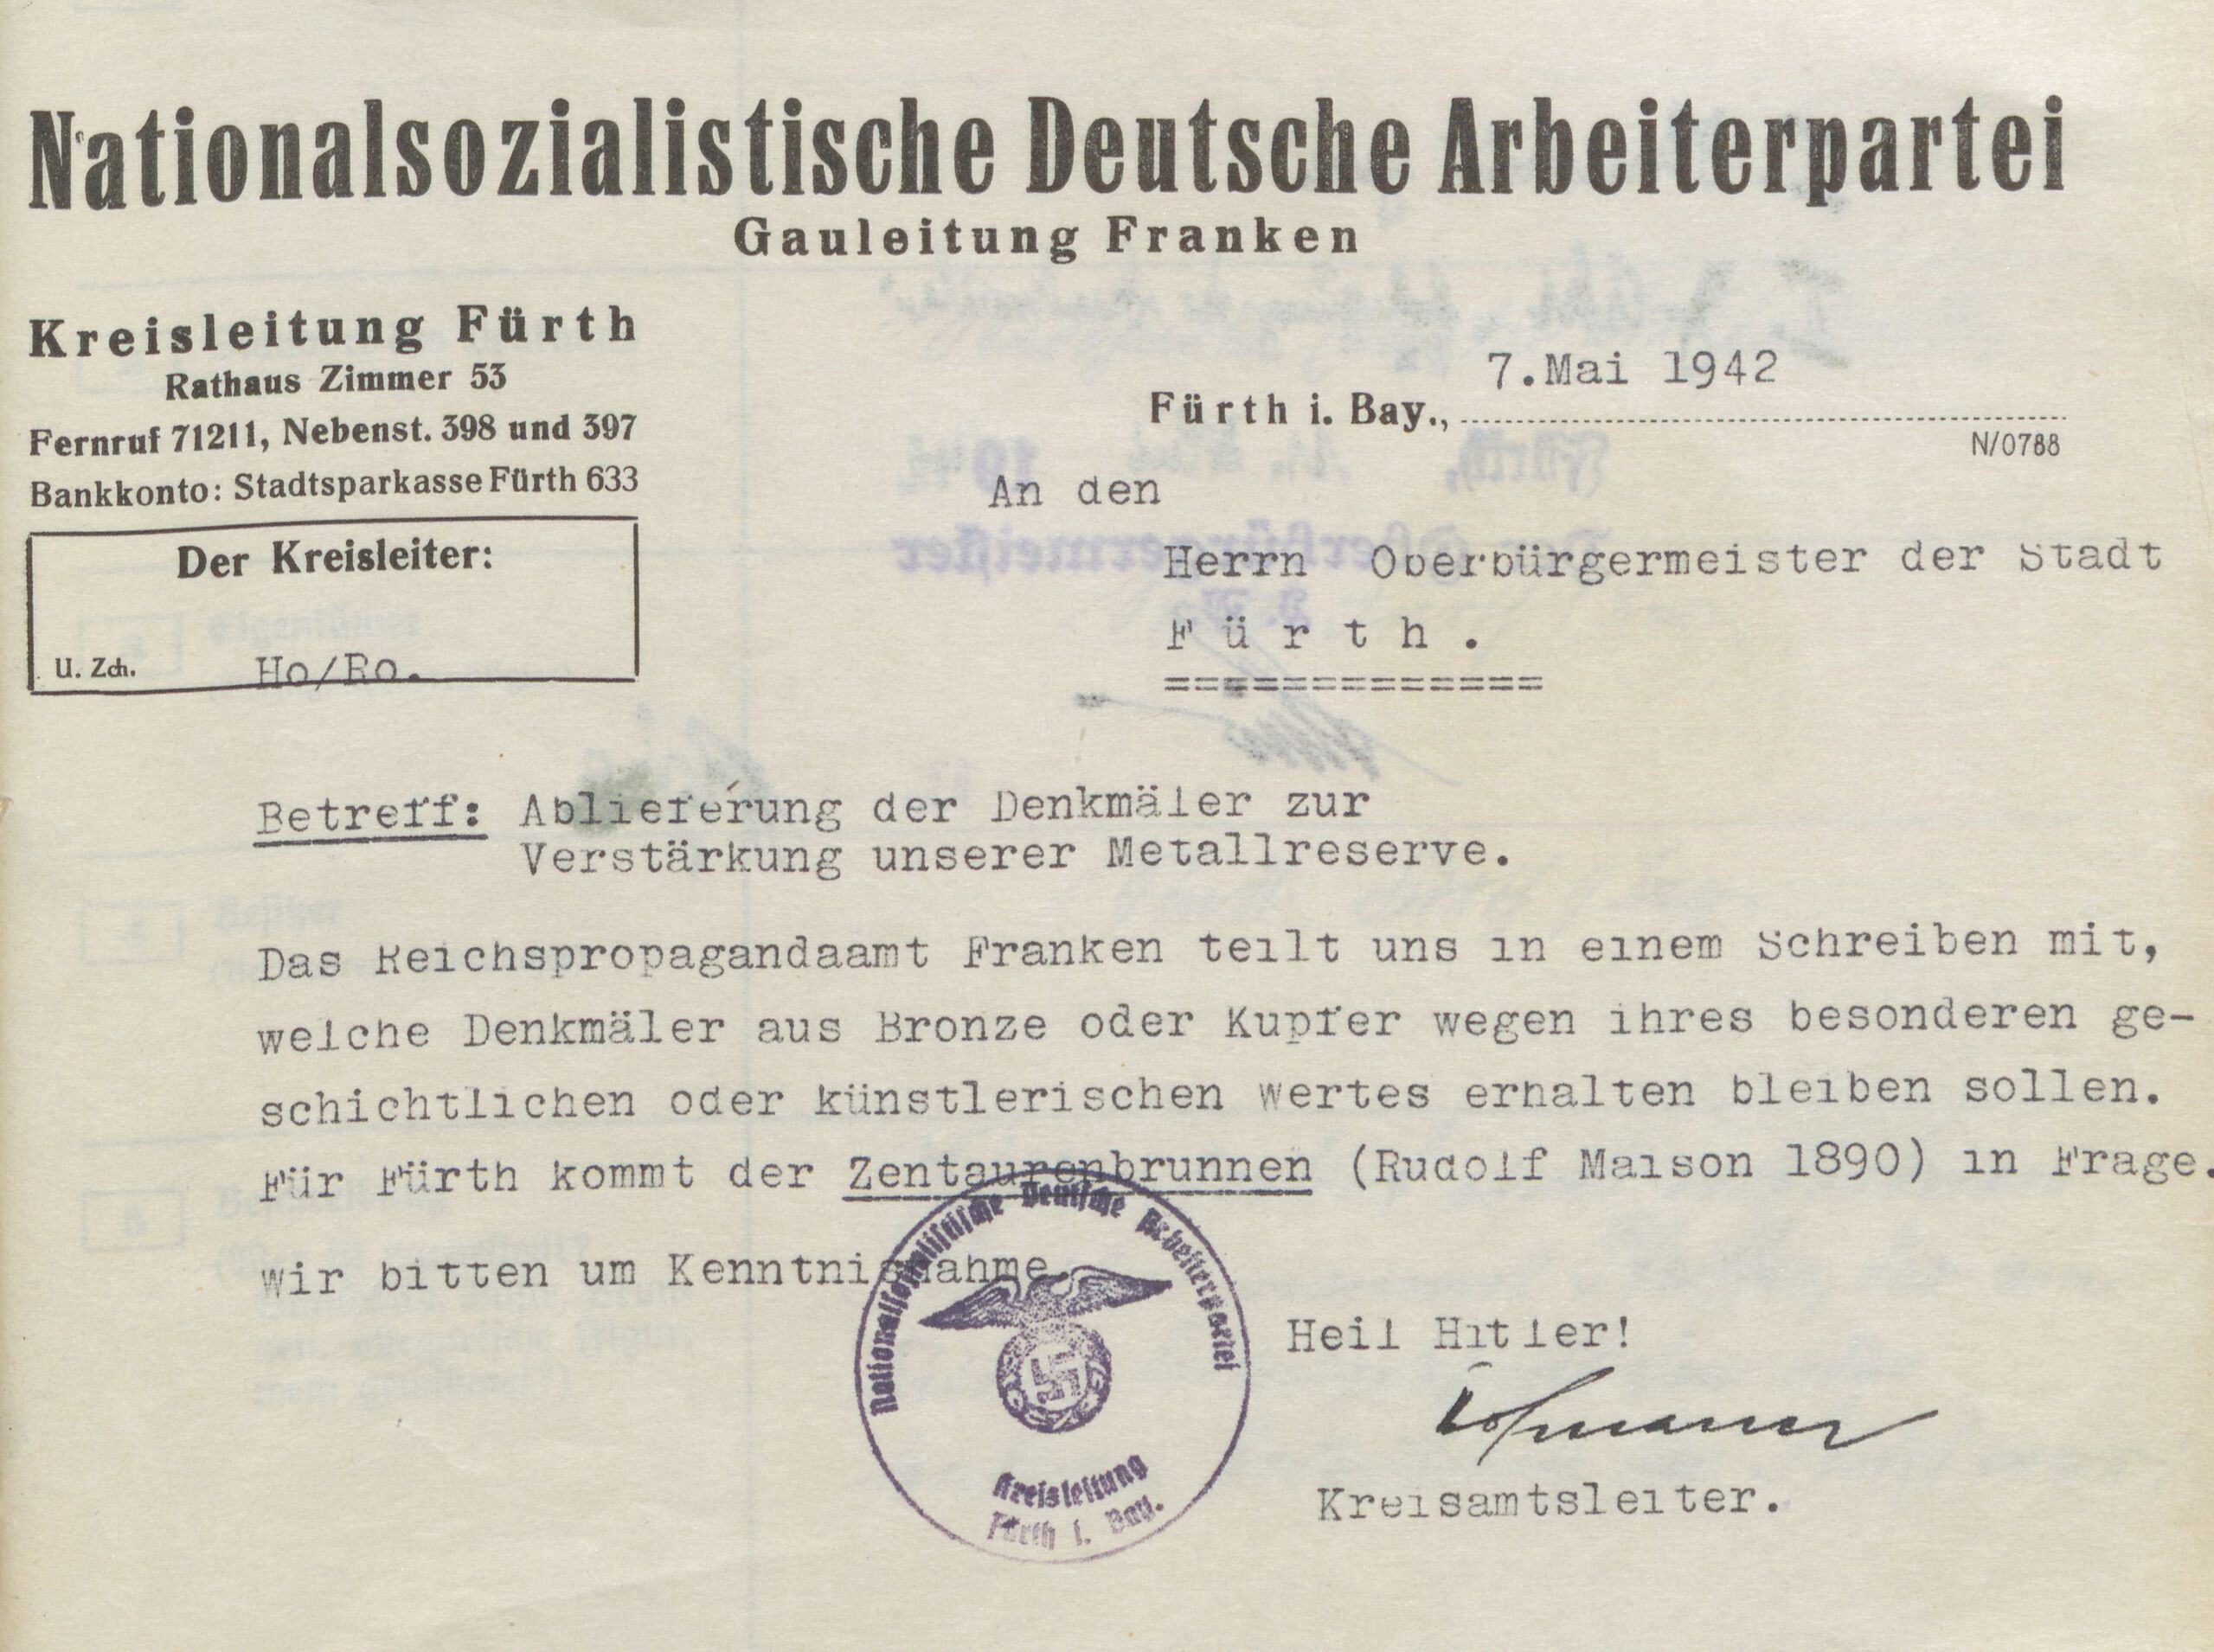 Nationalsozialistische Deutsche Arbeiterpartei
Gauleitung Franken
Kreisleitung Fürth
Rathaus Zimmer 53
Fernruf 71211, Nebenst. 398 und 397
Bankkonto: Stadtsparkasse Fürth 633
Der Kreisleiter:
U. Zch. Ho/Ro.
7.Mai 1942
Fürth i. Bay.,
N/0788
An den
Herrn Oberbürgermeister der Stadt
F ü r t h .
=============
Betreff: Ablieferung der Denkmäler zur
Verstärkung unserer Metallreserve.
Das Reichspropagandaamt Franken teilt uns in einem Schreiben mit,
welche Denkmäler aus Bronze oder Kupfer wegen ihres besonderen ge-
schichtlichen oder künstlerischen Wertes erhalten bleiben sollen.
Für Fürth kommt der Zentaurenbrunnen (Rudolf Maison 1890) in Frage.
Wir bitten um Kenntnisnahme.
Heil Hitler!
Kreisamtsleiter.
Nationalsozialistische Deutsche Arbeiterpartei
Kreisleitung
Fürth i. Bay.